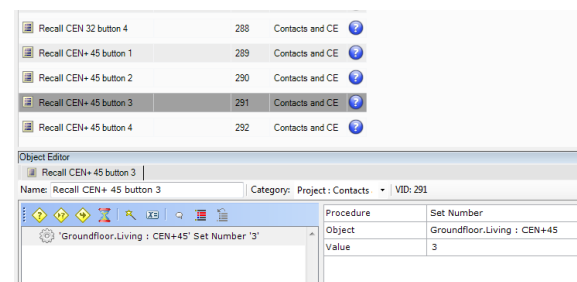 Recall CEN 32 button 4 288 Contacts and CE ?
Recall CEN+ 45 button 1 289 Contacts and CE ?
Recall CEN+ 45 button 2 290 Contacts and CE ?
Recall CEN+ 45 button 3 291 Contacts and CE ?
Recall CEN+ 45 button 4 292 Contacts and CE ?
Object Editor
Recall CEN+ 45 button 3
Name: Recall CEN+ 45 button 3 Category: Project : Contacts VID: 291
'Groundfloor.Living : CEN+45' Set Number '3'
Procedure Set Number
Object Groundfloor.Living : CEN+45
Value 3